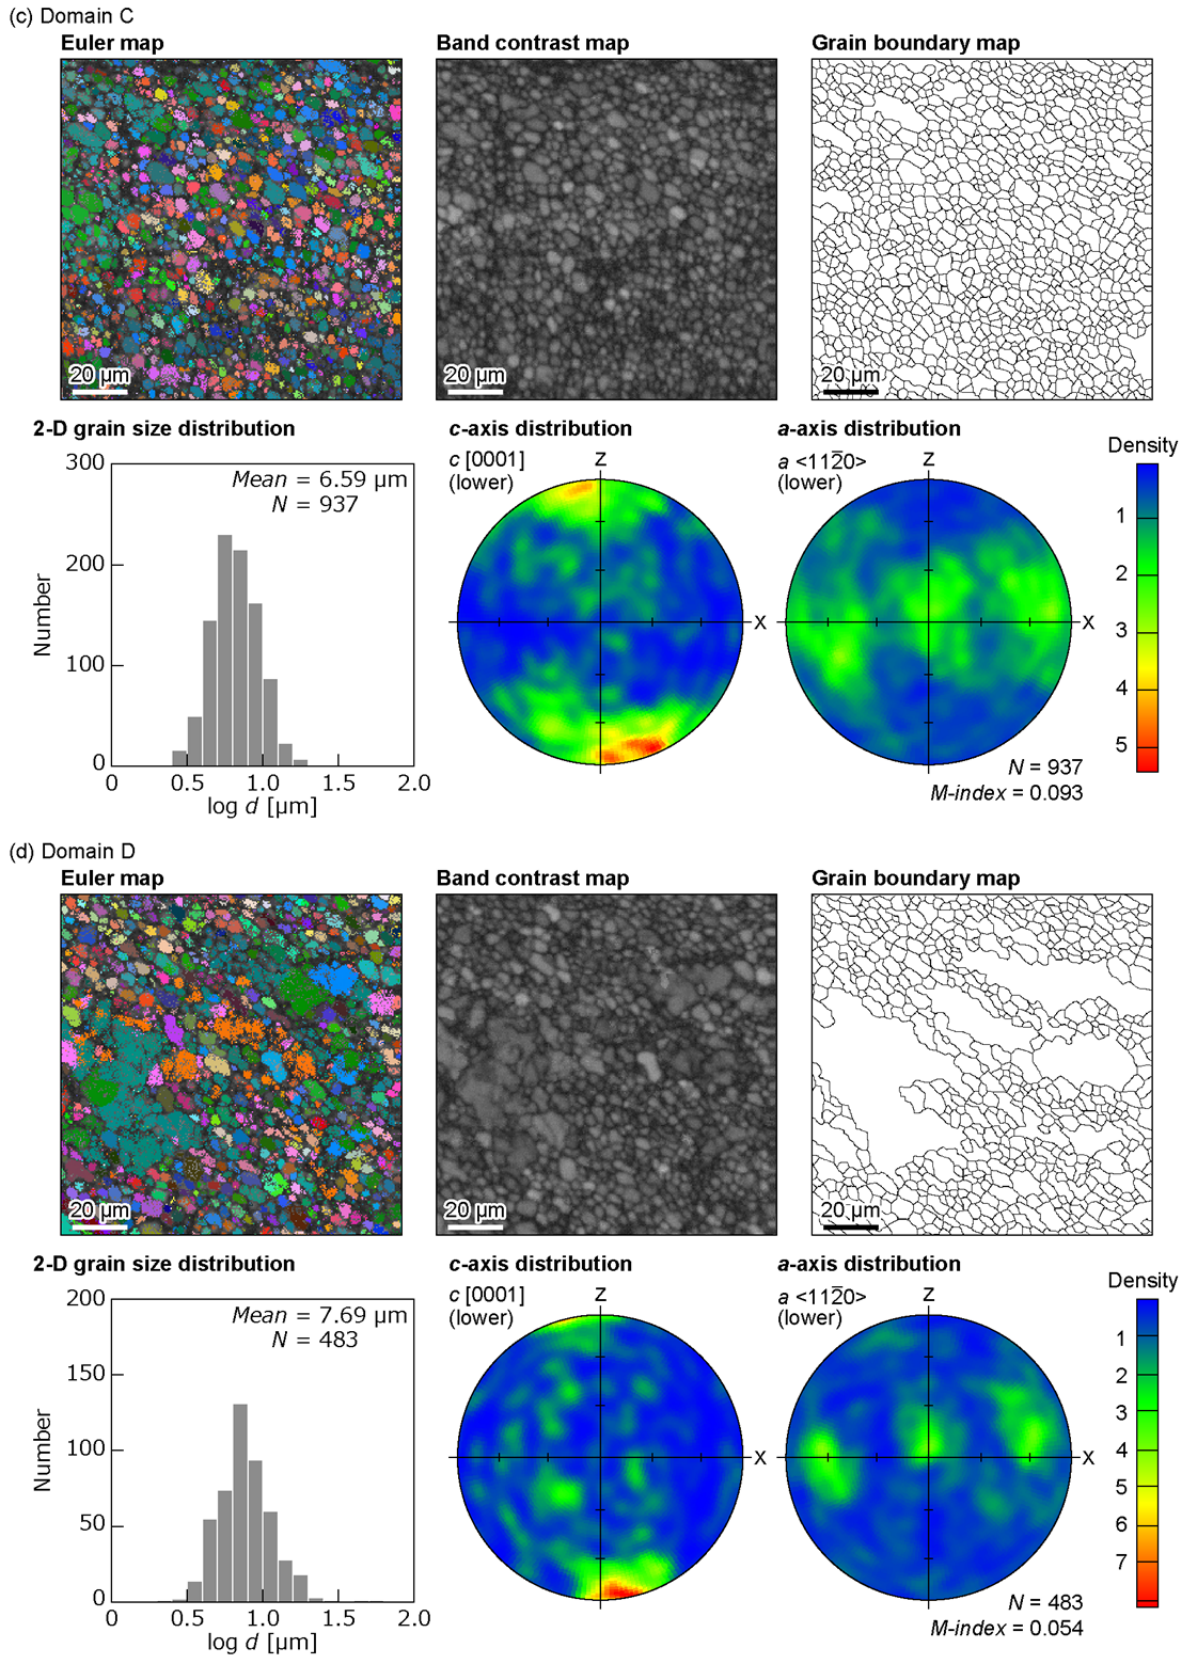 (c) Domain C
Euler map
Band contrast map
Grain boundary map
20 µm
20 µm
20 µm
2-D grain size distribution
c-axis distribution
a-axis distribution
Density
300
200
100
0
Number
Mean = 6.59 µm
N = 937
0 0.5 1.0 1.5 2.0
log d [µm]
c [0001]
(lower)
Z
X
a <112̄0>
(lower)
Z
X
1
2
3
4
5
N = 937
M-index = 0.093
(d) Domain D
Euler map
Band contrast map
Grain boundary map
20 µm
20 µm
20 µm
2-D grain size distribution
c-axis distribution
a-axis distribution
Density
200
150
100
50
0
Number
Mean = 7.69 µm
N = 483
0 0.5 1.0 1.5 2.0
log d [µm]
c [0001]
(lower)
Z
X
a <112̄0>
(lower)
Z
X
1
2
3
4
5
6
7
N = 483
M-index = 0.054